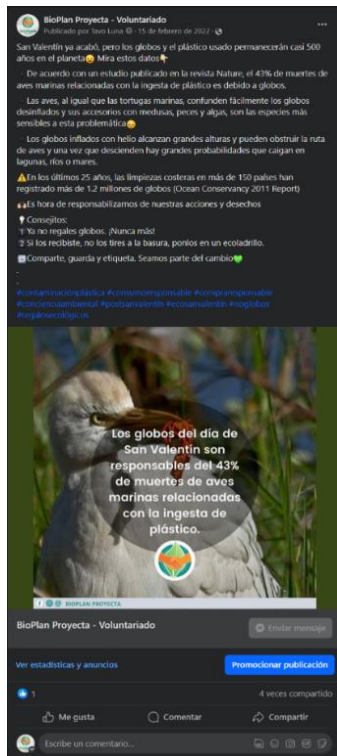 BioPlan Proyecta - Voluntariado
Publicado por Tavo Luna · 15 de febrero de 2022 ·
San Valentín ya acabó, pero los globos y el plástico usado permanecerán casi 500
años en el planeta😢 Mira estos datos👇
De acuerdo con un estudio publicado en la revista Nature, el 43% de muertes de
aves marinas relacionadas con la ingesta de plástico es debido a globos.
Las aves, al igual que las tortugas marinas, confunden fácilmente los globos
desinflados y sus accesorios con medusas, peces y algas, son las especies más
sensibles a esta problemática
Los globos inflados con helio alcanzan grandes alturas y pueden obstruir la ruta
de aves y una vez que descienden hay grandes probabilidades que caigan en
lagunas, ríos o mares.
⚠️En los últimos 25 años, las limpiezas costeras en más de 150 países han
registrado más de 1.2 millones de globos (Ocean Conservancy 2011 Report)
Es hora de responsabilizarnos de nuestras acciones y desechos
Consejitos:
Ya no regales globos. ¡Nunca más!
Si los recibiste, no los tires a la basura, ponlos en un ecoladrillo.
Comparte, guarda y etiqueta. Seamos parte del cambio💚
.
.
#contaminaciónplástica #consumoresponsable #compraresponsable
#concienciaambiental #postsanvalentín #ecosanvalentín #noglobos
#regalosecológicos
Los globos del día de
San Valentín son
responsables del 43%
de muertes de aves
marinas relacionadas
con la ingesta de
plástico.
BIOPLAN PROYECTA
BioPlan Proyecta - Voluntariado
Enviar mensaje
Ver estadísticas y anuncios
Promocionar publicación
1
4 veces compartido
Me gusta
Comentar
Compartir
Escribe un comentario...